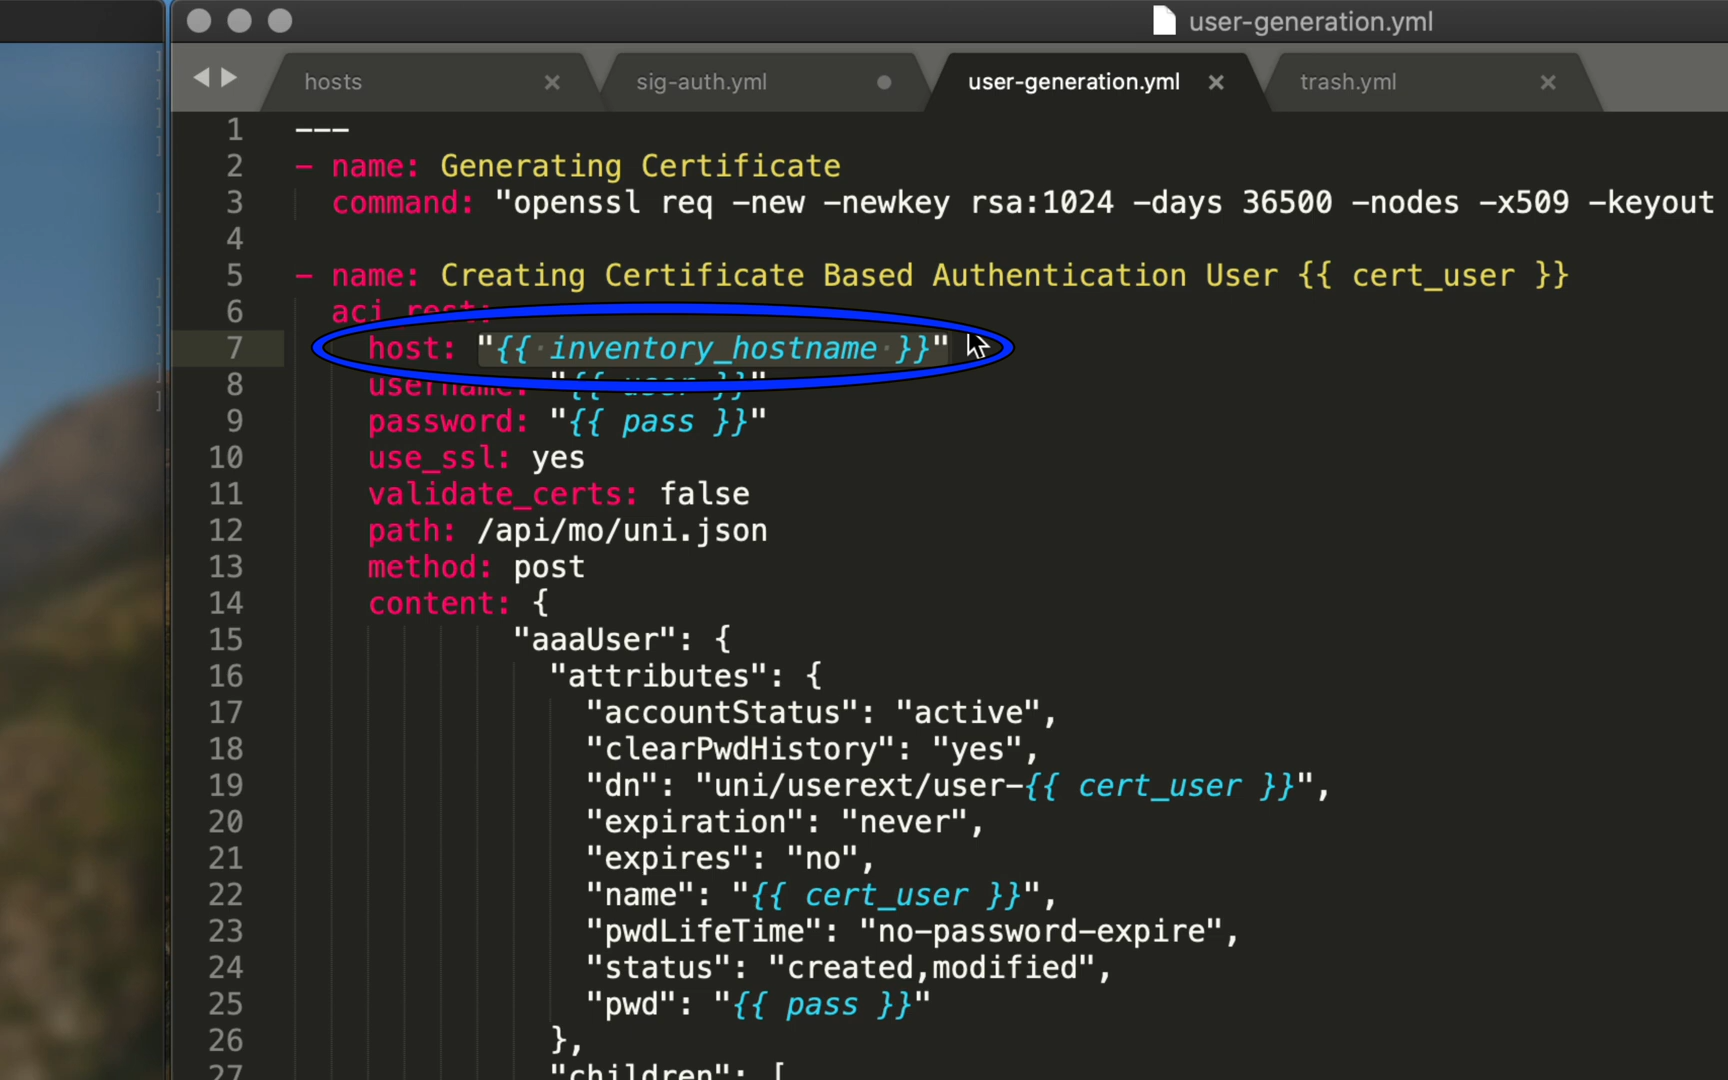 user-generation.yml
hosts
sig-auth.yml
user-generation.yml
trash.yml
1 ---
2 - name: Generating Certificate
3 command: "openssl req -new -newkey rsa:1024 -days 36500 -nodes -x509 -keyout
4
5 - name: Creating Certificate Based Authentication User {{ cert_user }}
6 aci_rest:
7 host: "{{ inventory_hostname }}"
8 username: "{{ user }}"
9 password: "{{ pass }}"
10 use_ssl: yes
11 validate_certs: false
12 path: /api/mo/uni.json
13 method: post
14 content: {
15 "aaaUser": {
16 "attributes": {
17 "accountStatus": "active",
18 "clearPwdHistory": "yes",
19 "dn": "uni/userext/user-{{ cert_user }}",
20 "expiration": "never",
21 "expires": "no",
22 "name": "{{ cert_user }}",
23 "pwdLifeTime": "no-password-expire",
24 "status": "created,modified",
25 "pwd": "{{ pass }}"
26 },
27 "children": [